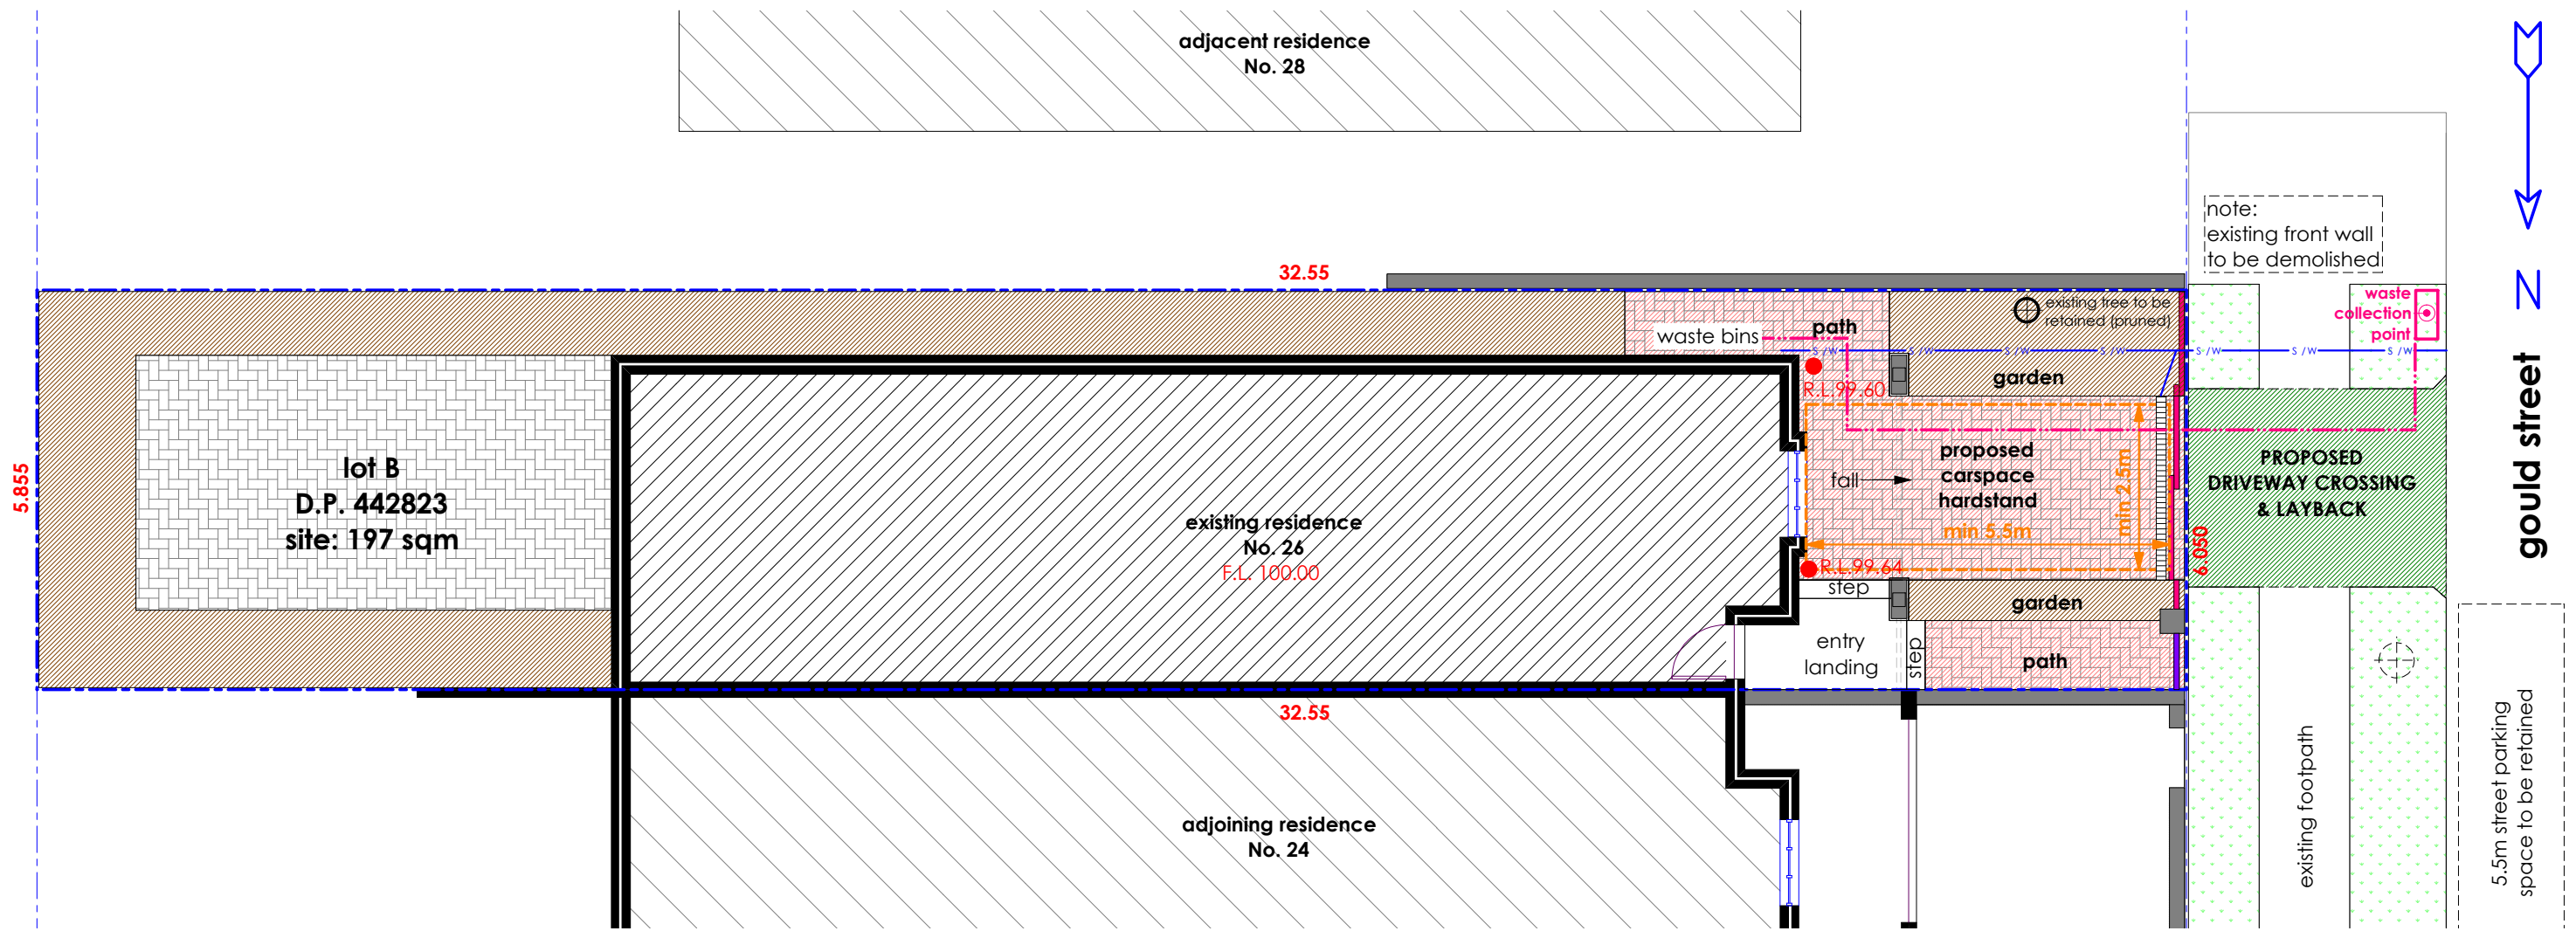 adjacent residence
No. 28
note:
existing front wall
to be demolished
N
gould street
32.55
waste
collection
point
existing tree to be
retained (pruned)
path
waste bins
S /W
S /W
S /W
S /W
S /W
S /W
S /W
R.L.99.60
garden
lot B
D.P. 442823
site: 197 sqm
5.855
existing residence
No. 26
F.L. 100.00
fall
proposed
carspace
hardstand
min 2.5m
min 5.5m
6.050
PROPOSED
DRIVEWAY CROSSING
& LAYBACK
R.L.99.64
step
garden
entry
landing
step
path
32.55
adjoining residence
No. 24
existing footpath
5.5m street parking
space to be retained